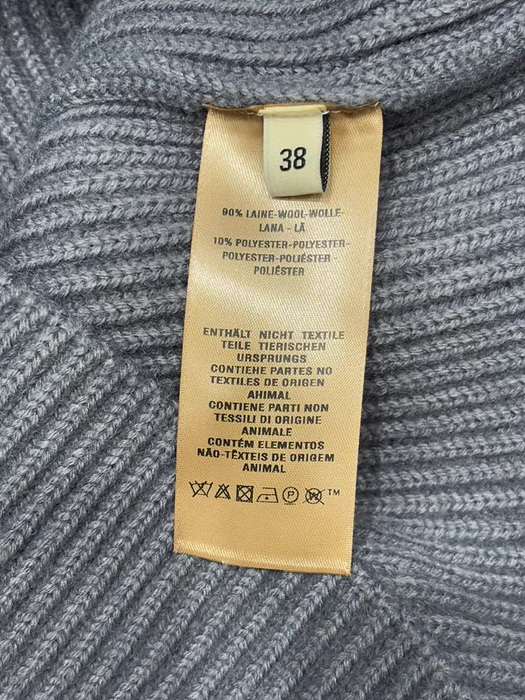 38
90% LAINE-WOOL-WOLLE-
LANA - LÃ
10% POLYESTER-POLYESTER-
POLYESTER-POLIÉSTER -
POLIÉSTER
ENTHÄLT NICHT TEXTILE
TEILE TIERISCHEN
URSPRUNGS
CONTIEHE PARTES NO
TEXTILES DE ORIGEN
AHIMAL
CONTIENE PARTI NON
TESSILI DI ORIGINE
ANIMALE
CONTÉM ELEMENTOS
NÃO-TÊXTEIS DE ORIGEM
ANIMAL
P W ™